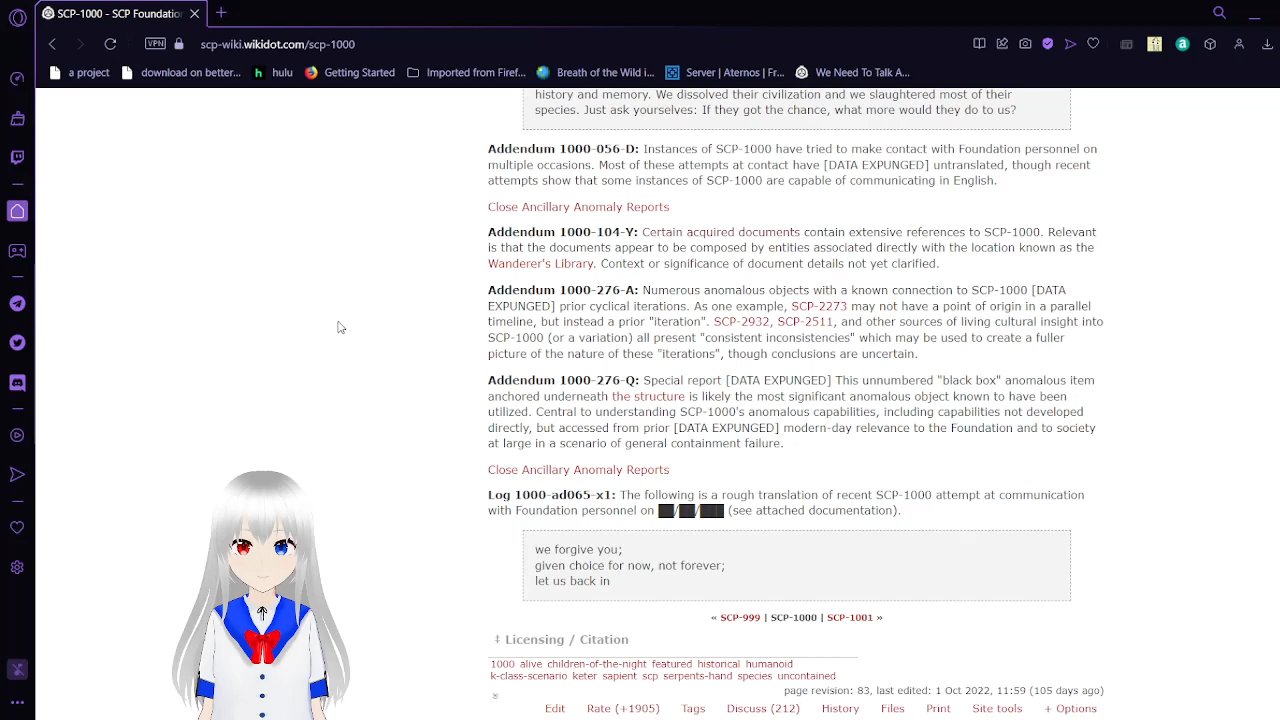 SCP-1000 - SCP Foundation
scp-wiki.wikidot.com/scp-1000
VPN
a project
download on better...
hulu
Getting Started
Imported from Firef...
Breath of the Wild i...
Server | Aternos | Fr...
We Need To Talk A...
history and memory. We dissolved their civilization and we slaughtered most of their
species. Just ask yourselves: If they got the chance, what more would they do to us?
Addendum 1000-056-D: Instances of SCP-1000 have tried to make contact with Foundation personnel on
multiple occasions. Most of these attempts at contact have [DATA EXPUNGED] untranslated, though recent
attempts show that some instances of SCP-1000 are capable of communicating in English.
Close Ancillary Anomaly Reports
Addendum 1000-104-Y: Certain acquired documents contain extensive references to SCP-1000. Relevant
is that the documents appear to be composed by entities associated directly with the location known as the
Wanderer's Library. Context or significance of document details not yet clarified.
Addendum 1000-276-A: Numerous anomalous objects with a known connection to SCP-1000 [DATA
EXPUNGED] prior cyclical iterations. As one example, SCP-2273 may not have a point of origin in a parallel
timeline, but instead a prior "iteration". SCP-2932, SCP-2511, and other sources of living cultural insight into
SCP-1000 (or a variation) all present "consistent inconsistencies" which may be used to create a fuller
picture of the nature of these "iterations", though conclusions are uncertain.
Addendum 1000-276-Q: Special report [DATA EXPUNGED] This unnumbered "black box" anomalous item
anchored underneath the structure is likely the most significant anomalous object known to have been
utilized. Central to understanding SCP-1000's anomalous capabilities, including capabilities not developed
directly, but accessed from prior [DATA EXPUNGED] modern-day relevance to the Foundation and to society
at large in a scenario of general containment failure.
Close Ancillary Anomaly Reports
Log 1000-ad065-x1: The following is a rough translation of recent SCP-1000 attempt at communication
with Foundation personnel on ██/██/███ (see attached documentation).
we forgive you;
given choice for now, not forever;
let us back in
« SCP-999 | SCP-1000 | SCP-1001 »
‡ Licensing / Citation
1000 alive children-of-the-night featured historical humanoid
k-class-scenario keter sapient scp serpents-hand species uncontained
page revision: 83, last edited: 1 Oct 2022, 11:59 (105 days ago)
Edit Rate (+1905) Tags Discuss (212) History Files Print Site tools + Options